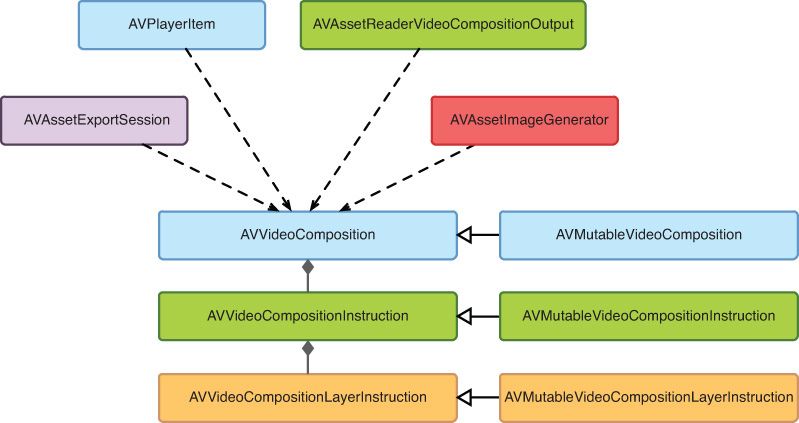 AVPlayerItem
AVAssetReaderVideoCompositionOutput
AVAssetExportSession
AVAssetImageGenerator
AVVideoComposition
AVMutableVideoComposition
AVVideoCompositionInstruction
AVMutableVideoCompositionInstruction
AVVideoCompositionLayerInstruction
AVMutableVideoCompositionLayerInstruction